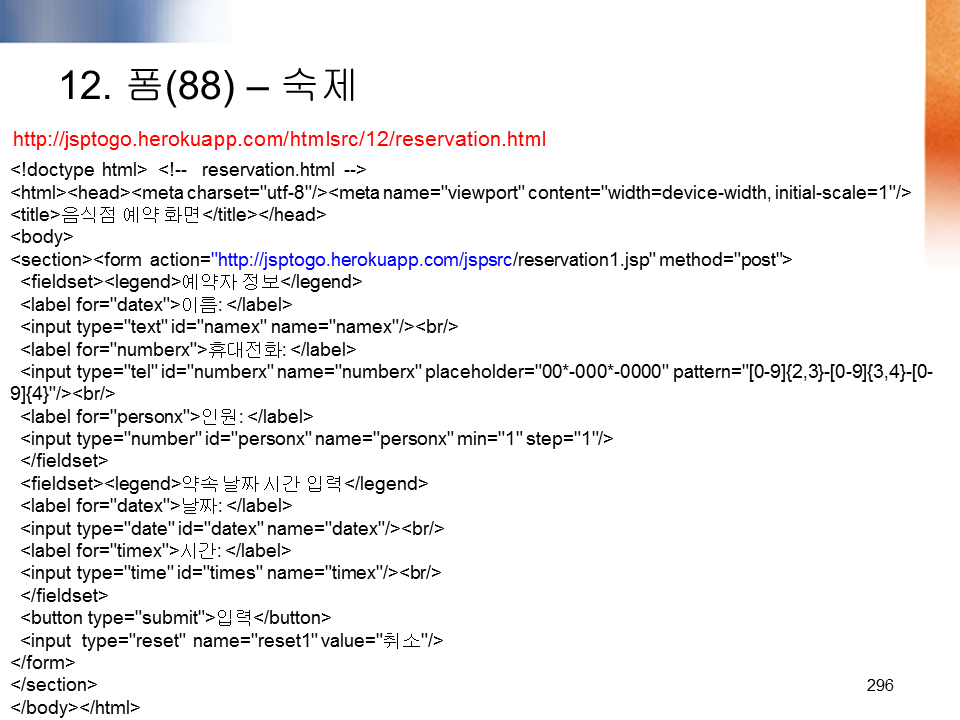 12. 폼(88) – 숙제
http://jsptogo.herokuapp.com/htmlsrc/12/reservation.html
<!doctype html> <!-- reservation.html -->
<html><head><meta charset="utf-8"/><meta name="viewport" content="width=device-width, initial-scale=1"/>
<title>음식점 예약 화면</title></head>
<body>
<section><form action="http://jsptogo.herokuapp.com/jspsrc/reservation1.jsp" method="post">
<fieldset><legend>예약자 정보</legend>
<label for="datex">이름: </label>
<input type="text" id="namex" name="namex"/><br/>
<label for="numberx">휴대전화: </label>
<input type="tel" id="numberx" name="numberx" placeholder="00*-000*-0000" pattern="[0-9]{2,3}-[0-9]{3,4}-[0-
9]{4}"/><br/>
<label for="personx">인원: </label>
<input type="number" id="personx" name="personx" min="1" step="1"/>
</fieldset>
<fieldset><legend>약속 날짜 시간 입력</legend>
<label for="datex">날짜: </label>
<input type="date" id="datex" name="datex"/><br/>
<label for="timex">시간: </label>
<input type="time" id="times" name="timex"/><br/>
</fieldset>
<button type="submit">입력</button>
<input type="reset" name="reset1" value="취소"/>
</form>
</section>
</body></html>
296